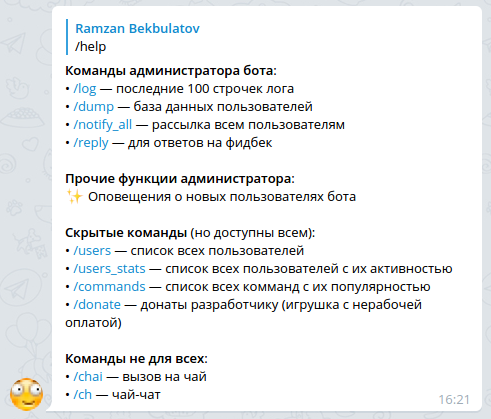 Ramzan Bekbulatov
/help
Команды администратора бота:
• /log — последние 100 строчек лога
• /dump — база данных пользователей
• /notify_all — рассылка всем пользователям
• /reply — для ответов на фидбек
Прочие функции администратора:
✨ Оповещения о новых пользователях бота
Скрытые команды (но доступны всем):
• /users — список всех пользователей
• /users_stats — список всех пользователей с их активностью
• /commands — список всех комманд с их популярностью
• /donate — донаты разработчику (игрушка с нерабочей
оплатой)
Команды не для всех:
• /chai — вызов на чай
• /ch — чай-чат
16:21